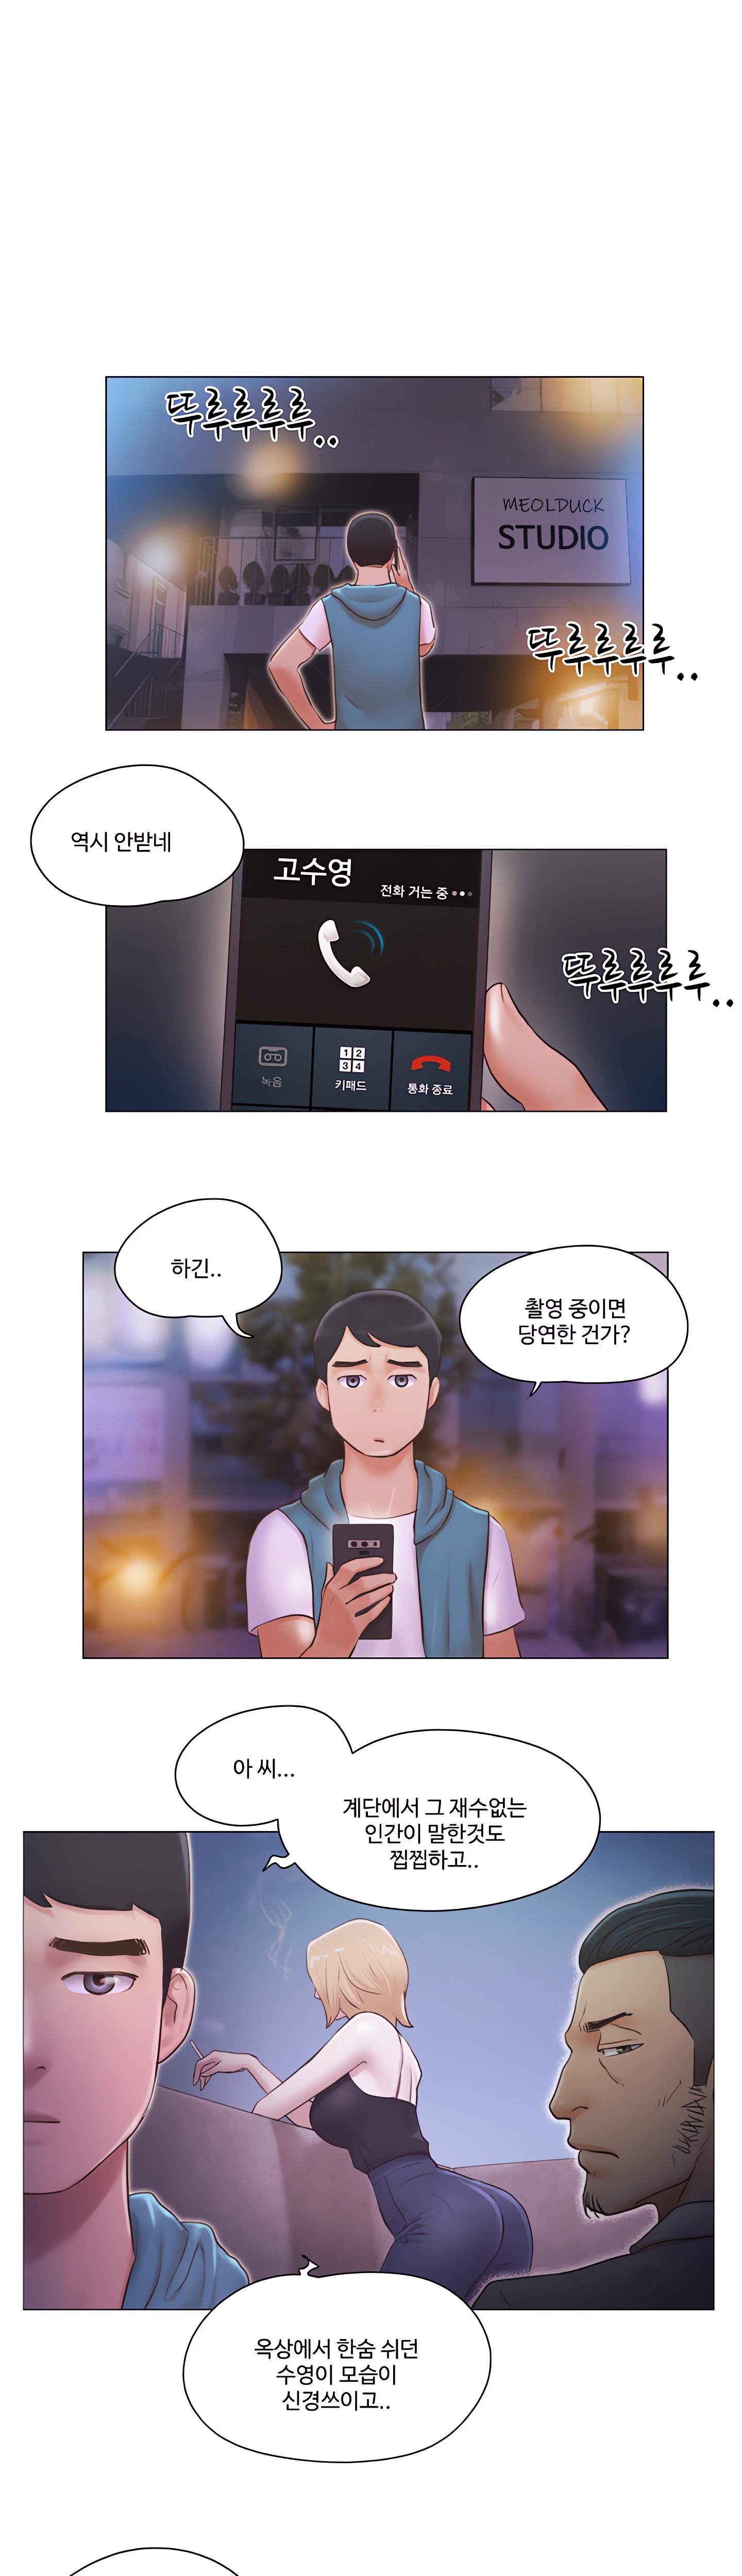 뚜루루루루..
MEOLDUCK
STUDIO
뚜루루루루..
역시 안받네
고수영
전화 거는 중
뚜루루루루..
녹음
1 2
3 4
키패드
통화 종료
하긴..
촬영 중이면
당연한 건가?
아 씨...
계단에서 그 재수없는
인간이 말한것도
찝찝하고..
옥상에서 한숨 쉬던
수영이 모습이
신경쓰이고..